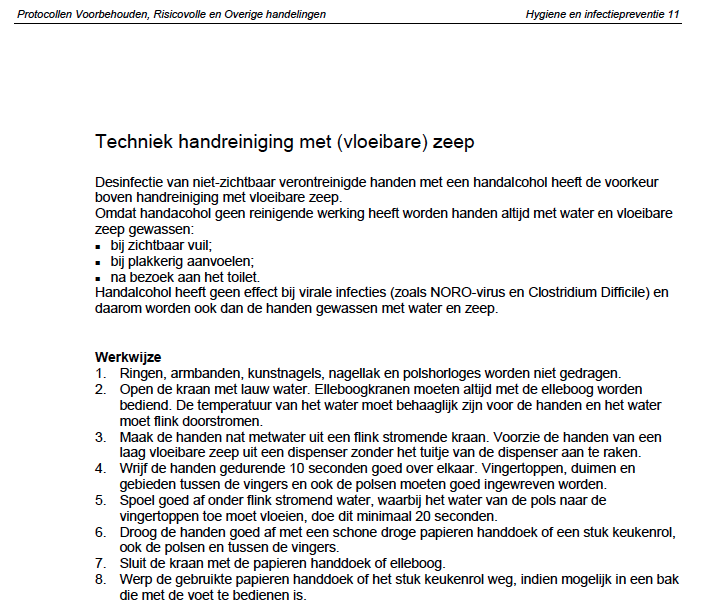 Protocollen Voorbehouden, Risicovolle en Overige handelingen Hygiene en infectiepreventie 11
Techniek handreiniging met (vloeibare) zeep
Desinfectie van niet-zichtbaar verontreinigde handen met een handalcohol heeft de voorkeur
boven handreiniging met vloeibare zeep.
Omdat handacohol geen reinigende werking heeft worden handen altijd met water en vloeibare
zeep gewassen:
▪ bij zichtbaar vuil;
▪ bij plakkerig aanvoelen;
▪ na bezoek aan het toilet.
Handalcohol heeft geen effect bij virale infecties (zoals NORO-virus en Clostridium Difficile) en
daarom worden ook dan de handen gewassen met water en zeep.
Werkwijze
1. Ringen, armbanden, kunstnagels, nagellak en polshorloges worden niet gedragen.
2. Open de kraan met lauw water. Elleboogkranen moeten altijd met de elleboog worden
bediend. De temperatuur van het water moet behaaglijk zijn voor de handen en het water
moet flink doorstromen.
3. Maak de handen nat metwater uit een flink stromende kraan. Voorzie de handen van een
laag vloeibare zeep uit een dispenser zonder het tuitje van de dispenser aan te raken.
4. Wrijf de handen gedurende 10 seconden goed over elkaar. Vingertoppen, duimen en
gebieden tussen de vingers en ook de polsen moeten goed ingewreven worden.
5. Spoel goed af onder flink stromend water, waarbij het water van de pols naar de
vingertoppen toe moet vloeien, doe dit minimaal 20 seconden.
6. Droog de handen goed af met een schone droge papieren handdoek of een stuk keukenrol,
ook de polsen en tussen de vingers.
7. Sluit de kraan met de papieren handdoek of elleboog.
8. Werp de gebruikte papieren handdoek of het stuk keukenrol weg, indien mogelijk in een bak
die met de voet te bedienen is.